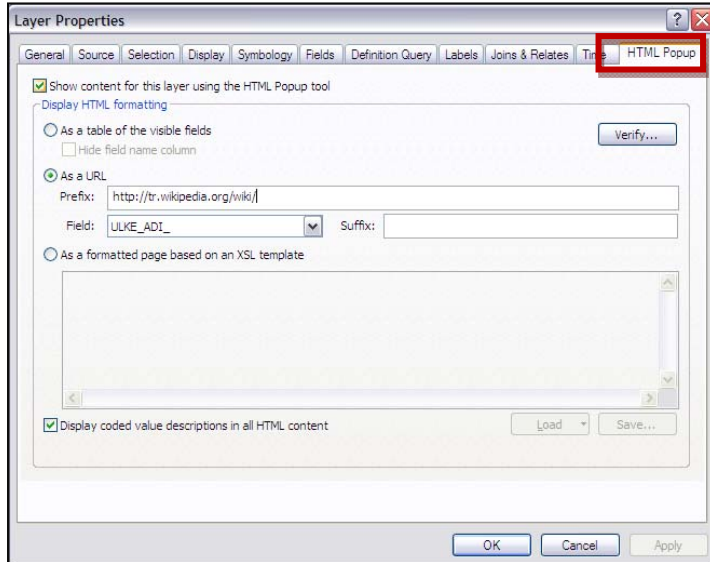 Layer Properties
General Source Selection Display Symbology Fields Definition Query Labels Joins & Relates Time HTML Popup
Show content for this layer using the HTML Popup tool
Display HTML formatting
As a table of the visible fields
Verify...
Hide field name column
As a URL
Prefix: http://tr.wikipedia.org/wiki/
Field: ULKE_ADI_ Suffix:
As a formatted page based on an XSL template
Display coded value descriptions in all HTML content Load Save...
OK Cancel Apply